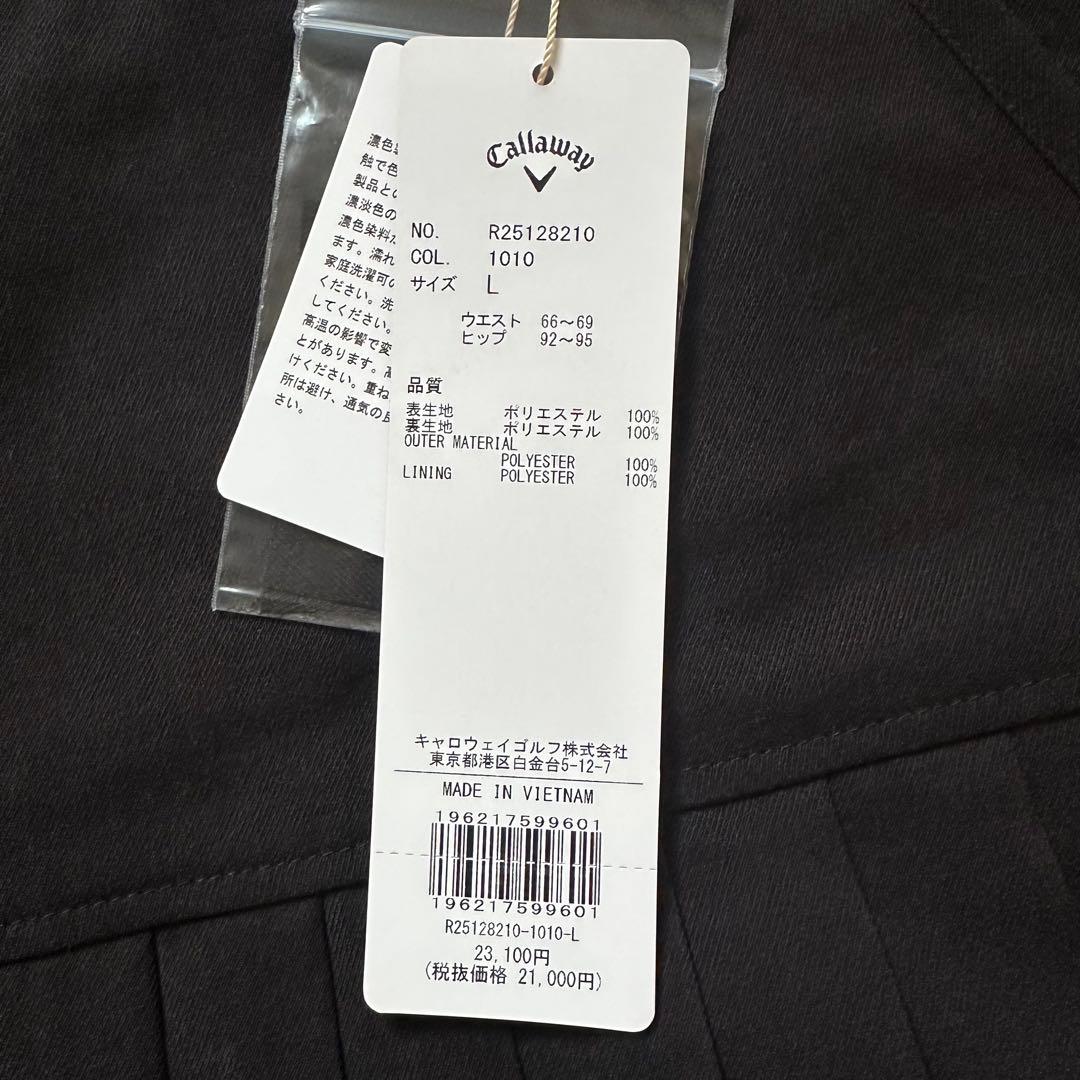 Callaway
NO. R25128210
COL. 1010
サイズ L
ウエスト 66〜69
ヒップ 92〜95
品質
表生地 ポリエステル 100%
裏生地 ポリエステル 100%
OUTER MATERIAL
POLYESTER 100%
LINING POLYESTER 100%
キャロウェイゴルフ株式会社
東京都港区白金台5-12-7
MADE IN VIETNAM
196217599601
196217599601
R25128210-1010-L
23,100円
(税抜価格 21,000円)
濃色
触で色
製品と
濃淡色の
濃色染料
ます。濡れ
家庭洗濯可
ください。洗
してください。
高温の影響で変
とがあります。
けください。重ね
所は避け、通気の
さい。